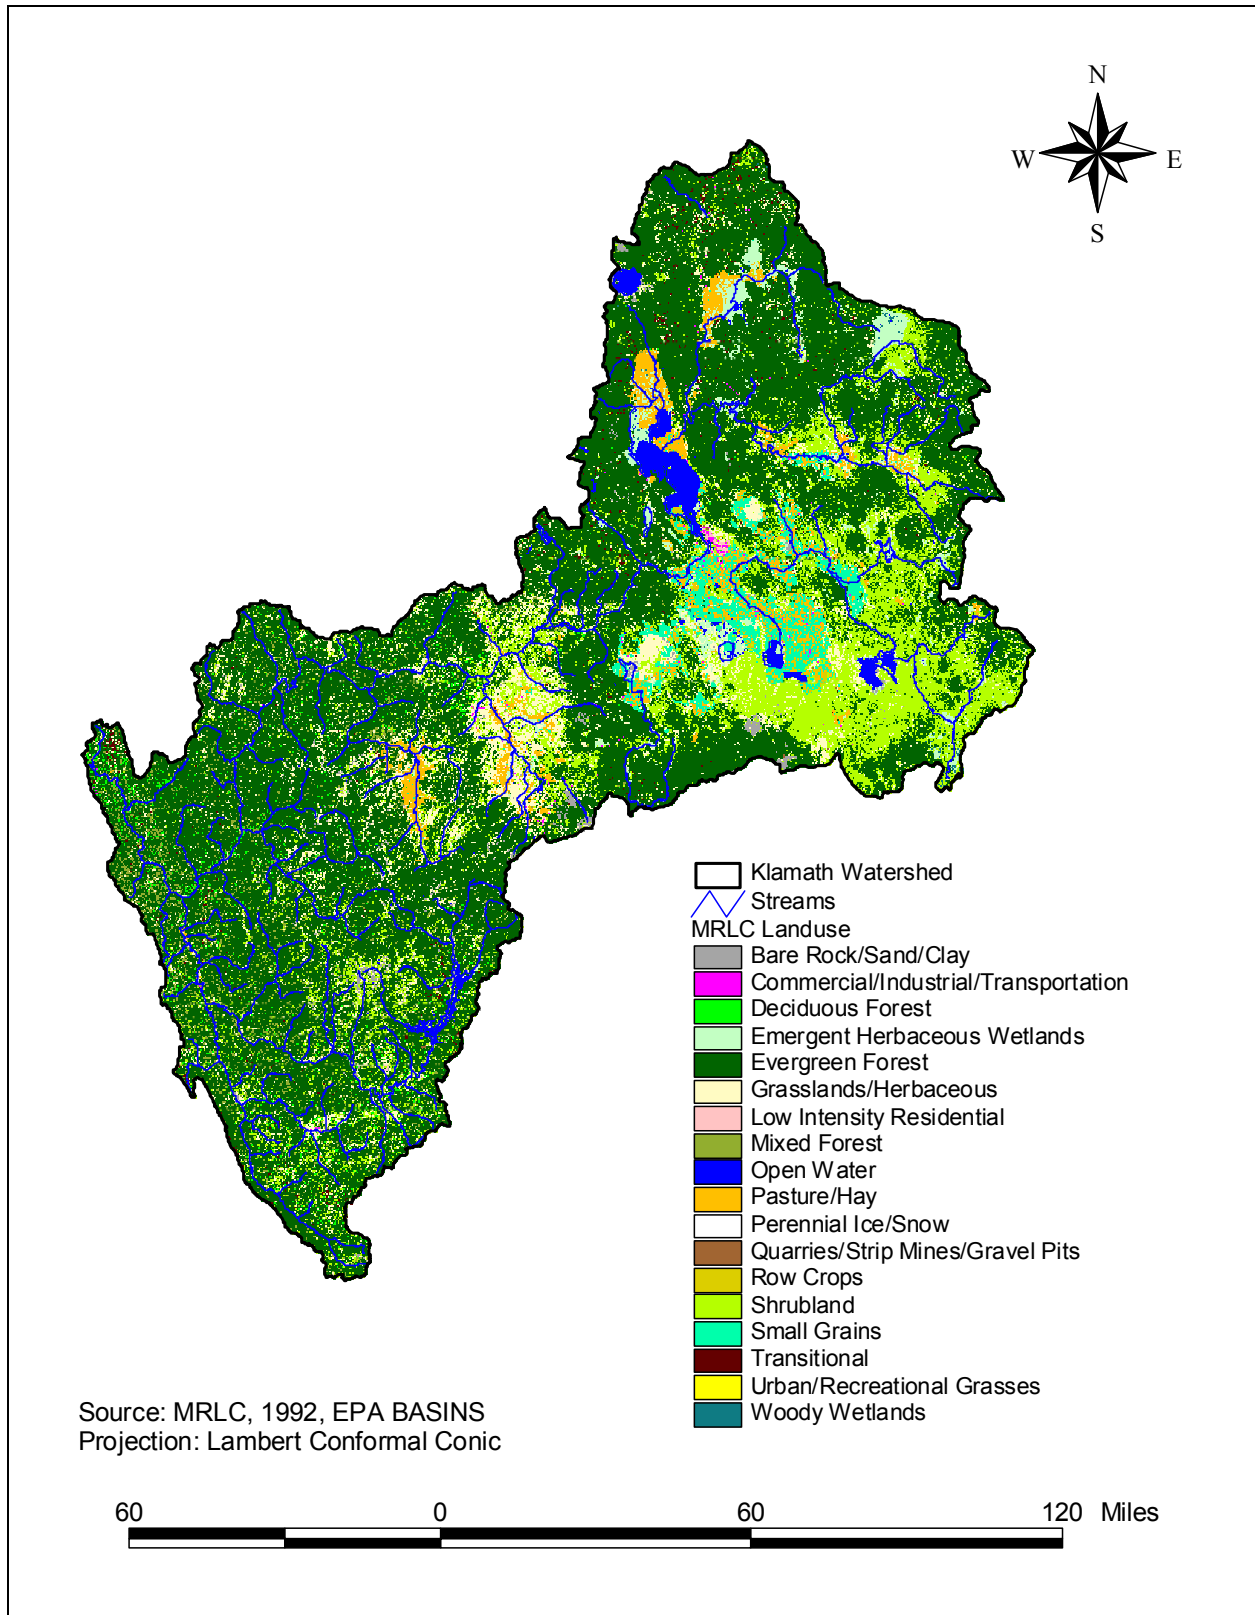 N
W E
S
Klamath Watershed
Streams
MRLC Landuse
Bare Rock/Sand/Clay
Commercial/Industrial/Transportation
Deciduous Forest
Emergent Herbaceous Wetlands
Evergreen Forest
Grasslands/Herbaceous
Low Intensity Residential
Mixed Forest
Open Water
Pasture/Hay
Perennial Ice/Snow
Quarries/Strip Mines/Gravel Pits
Row Crops
Shrubland
Small Grains
Transitional
Urban/Recreational Grasses
Woody Wetlands
Source: MRLC, 1992, EPA BASINS
Projection: Lambert Conformal Conic
60 0 60 120 Miles